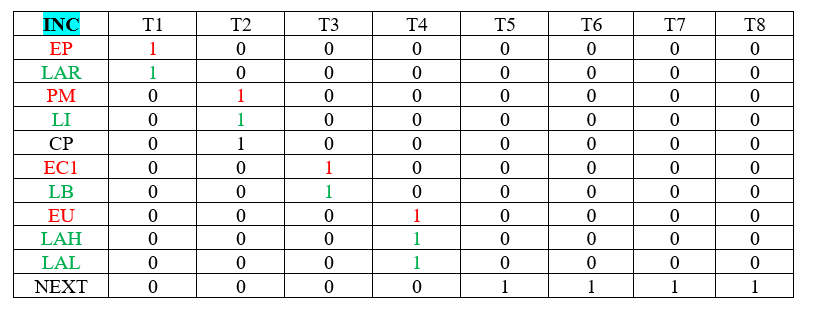 INC T1 T2 T3 T4 T5 T6 T7 T8
EP 1 0 0 0 0 0 0 0
LAR 1 0 0 0 0 0 0 0
PM 0 1 0 0 0 0 0 0
LI 0 1 0 0 0 0 0 0
CP 0 1 0 0 0 0 0 0
EC1 0 0 1 0 0 0 0 0
LB 0 0 1 0 0 0 0 0
EU 0 0 0 1 0 0 0 0
LAH 0 0 0 1 0 0 0 0
LAL 0 0 0 1 0 0 0 0
NEXT 0 0 0 0 1 1 1 1